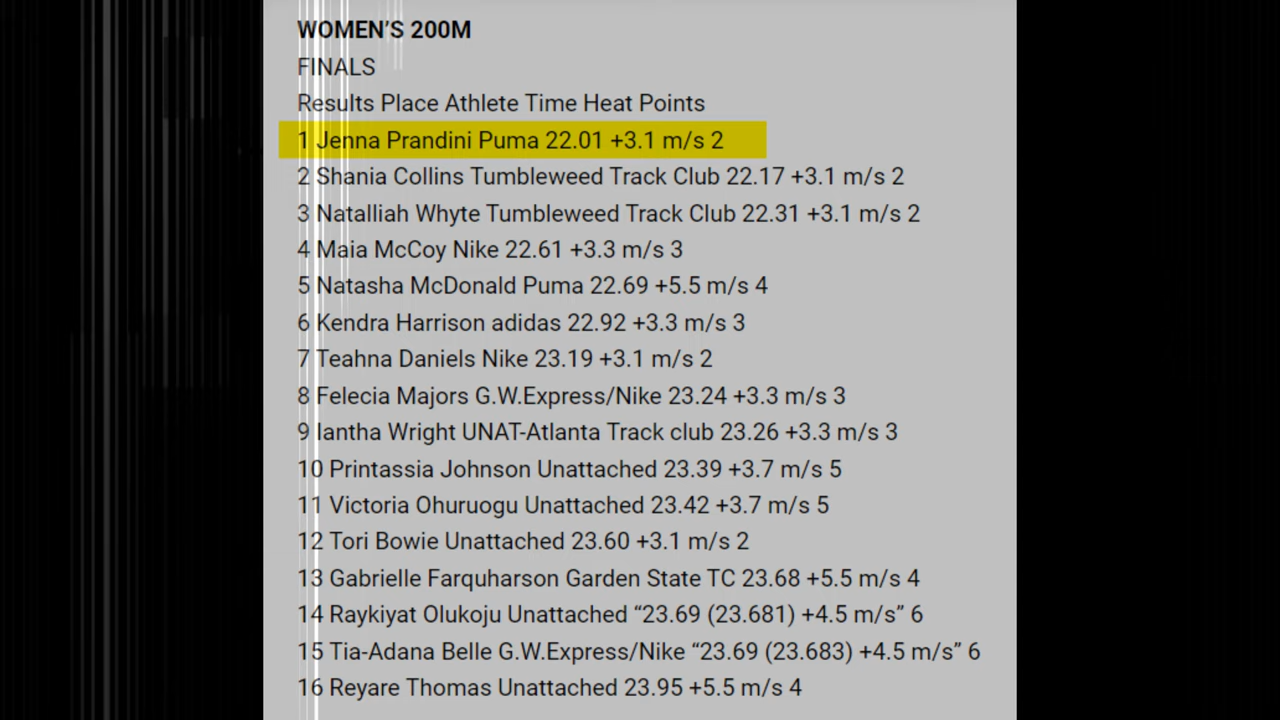 WOMEN’S 200M
FINALS
Results Place Athlete Time Heat Points
1 Jenna Prandini Puma 22.01 +3.1 m/s 2
2 Shania Collins Tumbleweed Track Club 22.17 +3.1 m/s 2
3 Natalliah Whyte Tumbleweed Track Club 22.31 +3.1 m/s 2
4 Maia McCoy Nike 22.61 +3.3 m/s 3
5 Natasha McDonald Puma 22.69 +5.5 m/s 4
6 Kendra Harrison adidas 22.92 +3.3 m/s 3
7 Teahna Daniels Nike 23.19 +3.1 m/s 2
8 Felecia Majors G.W.Express/Nike 23.24 +3.3 m/s 3
9 Iantha Wright UNAT-Atlanta Track club 23.26 +3.3 m/s 3
10 Printassia Johnson Unattached 23.39 +3.7 m/s 5
11 Victoria Ohuruogu Unattached 23.42 +3.7 m/s 5
12 Tori Bowie Unattached 23.60 +3.1 m/s 2
13 Gabrielle Farquharson Garden State TC 23.68 +5.5 m/s 4
14 Raykiyat Olukoju Unattached “23.69 (23.681) +4.5 m/s” 6
15 Tia-Adana Belle G.W.Express/Nike “23.69 (23.683) +4.5 m/s” 6
16 Reyare Thomas Unattached 23.95 +5.5 m/s 4